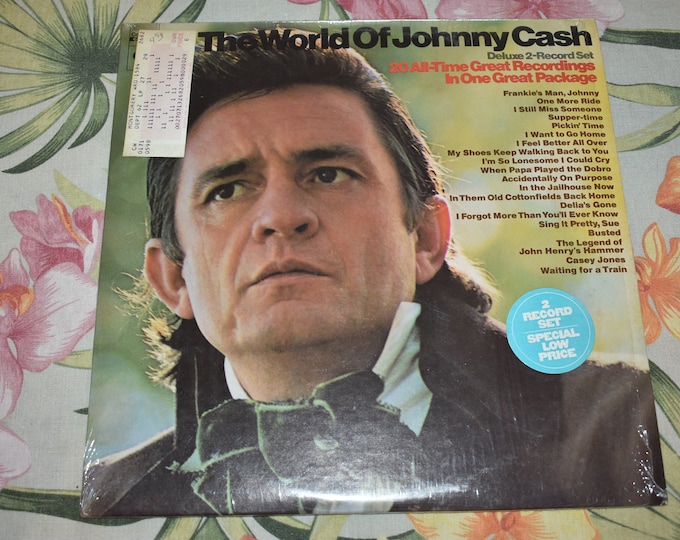 The World Of Johnny Cash
Deluxe 2-Record Set
20 All-Time Great Recordings
In One Great Package
Frankie's Man, Johnny
One More Ride
I Still Miss Someone
Supper-time
Pickin' Time
I Want to Go Home
I Feel Better All Over
My Shoes Keep Walking Back to You
I'm So Lonesome I Could Cry
When Papa Played the Dobro
Accidentally On Purpose
In the Jailhouse Now
In Them Old Cottonfields Back Home
Delia's Gone
I Forgot More Than You'll Ever Know
Sing It Pretty, Sue
Busted
The Legend of
John Henry's Hammer
Casey Jones
Waiting for a Train
2
RECORD
SET
SPECIAL
LOW
PRICE